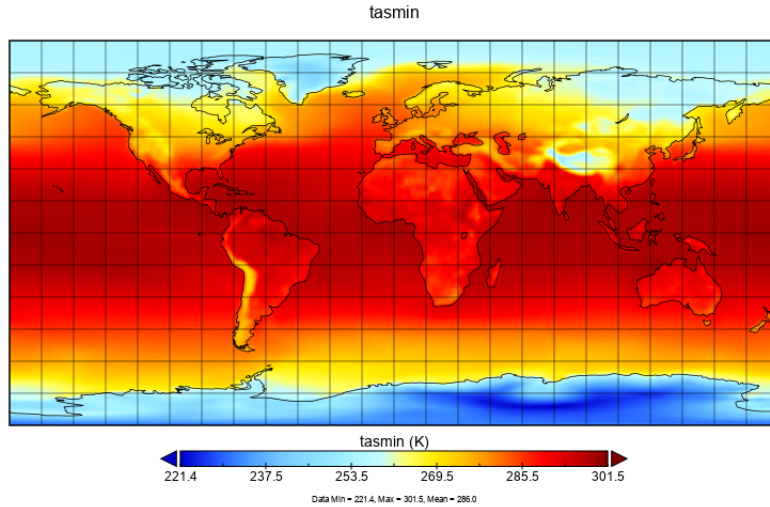 tasmin
tasmin (K)
221.4 237.5 253.5 269.5 285.5 301.5
Data Min = 221.4, Max = 301.5, Mean = 286.0